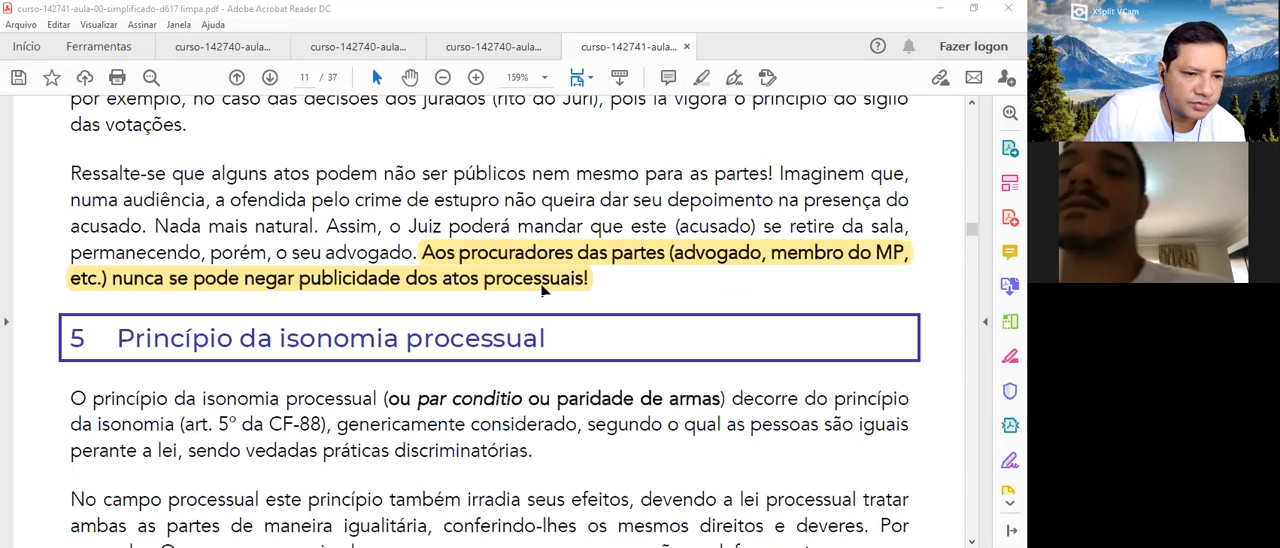 curso-142741-aula-00-simplificado-d617 limpa.pdf - Adobe Acrobat Reader DC
Arquivo Editar Visualizar Assinar Janela Ajuda
Início Ferramentas curso-142740-aula... curso-142740-aula... curso-142740-aula... curso-142741-aula... × Fazer logon
11 / 37 159%
XSplit VCam
por exemplo, no caso das decisões dos jurados (rito do Júri), pois lá vigora o princípio do sigilo
das votações.
Ressalte-se que alguns atos podem não ser públicos nem mesmo para as partes! Imaginem que,
numa audiência, a ofendida pelo crime de estupro não queira dar seu depoimento na presença do
acusado. Nada mais natural. Assim, o Juiz poderá mandar que este (acusado) se retire da sala,
permanecendo, porém, o seu advogado. Aos procuradores das partes (advogado, membro do MP,
etc.) nunca se pode negar publicidade dos atos processuais!
5 Princípio da isonomia processual
O princípio da isonomia processual (ou par conditio ou paridade de armas) decorre do princípio
da isonomia (art. 5º da CF-88), genericamente considerado, segundo o qual as pessoas são iguais
perante a lei, sendo vedadas práticas discriminatórias.
No campo processual este princípio também irradia seus efeitos, devendo a lei processual tratar
ambas as partes de maneira igualitária, conferindo-lhes os mesmos direitos e deveres. Por